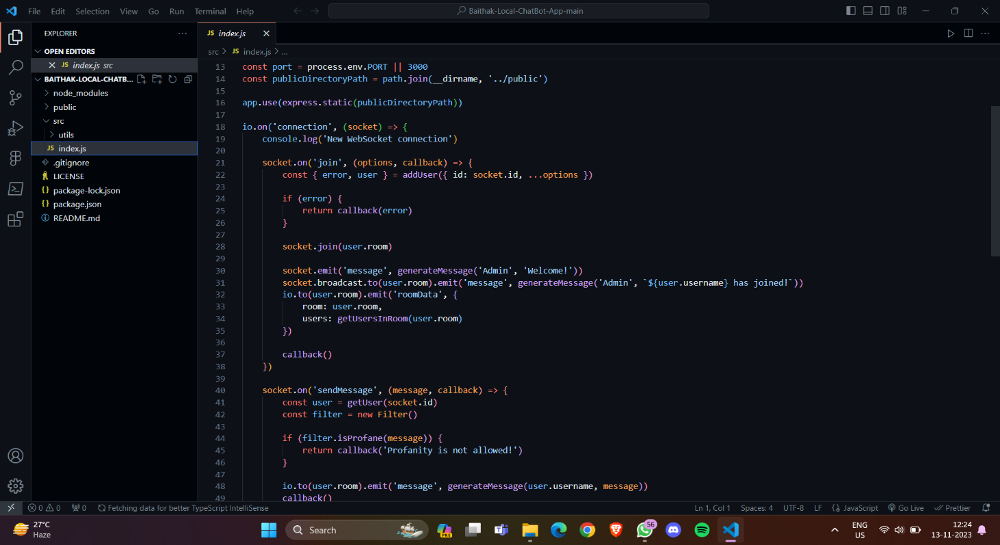 File Edit Selection View Go Run Terminal Help
Baithak-Local-ChatBot-App-main
EXPLORER
OPEN EDITORS
JS index.js src
BAITHAK-LOCAL-CHATB...
node_modules
public
src
utils
JS index.js
.gitignore
LICENSE
{} package-lock.json
{} package.json
README.md
JS index.js
src > JS index.js > ...
13 const port = process.env.PORT || 3000
14 const publicDirectoryPath = path.join(__dirname, '../public')
15
16 app.use(express.static(publicDirectoryPath))
17
18 io.on('connection', (socket) => {
19 console.log('New WebSocket connection')
20
21 socket.on('join', (options, callback) => {
22 const { error, user } = addUser({ id: socket.id, ...options })
23
24 if (error) {
25 return callback(error)
26 }
27
28 socket.join(user.room)
29
30 socket.emit('message', generateMessage('Admin', 'Welcome!'))
31 socket.broadcast.to(user.room).emit('message', generateMessage('Admin', `${user.username} has joined!`))
32 io.to(user.room).emit('roomData', {
33 room: user.room,
34 users: getUsersInRoom(user.room)
35 })
36
37 callback()
38 })
39
40 socket.on('sendMessage', (message, callback) => {
41 const user = getUser(socket.id)
42 const filter = new Filter()
43
44 if (filter.isProfane(message)) {
45 return callback('Profanity is not allowed!')
46 }
47
48 io.to(user.room).emit('message', generateMessage(user.username, message))
49 callback()
0 0 0 Fetching data for better TypeScript IntelliSense
Ln 1, Col 1 Spaces: 4 UTF-8 LF {} JavaScript Go Live Prettier
27°C
Haze
Search
PRE
56
ENG
US
12:24
13-11-2023